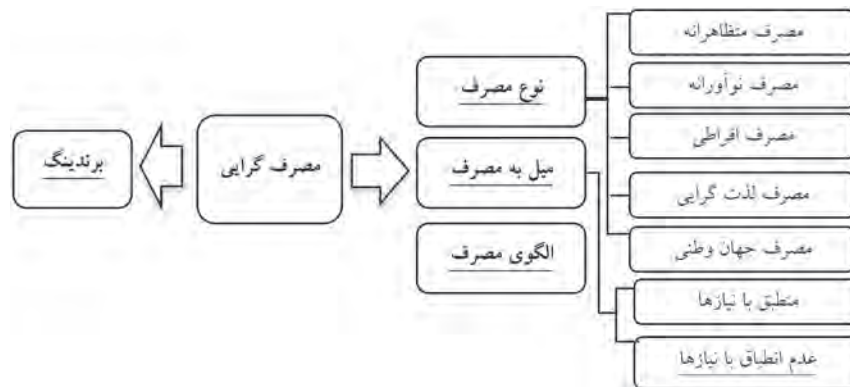 مصرف متظاهرانه
مصرف نوآورانه
مصرف افراطی
مصرف لذت گرایی
مصرف جهان وطنی
منطبق با نیازها
عدم انطباق با نیازها
نوع مصرف
میل به مصرف
الگوی مصرف
مصرف گرایی
برندینگ